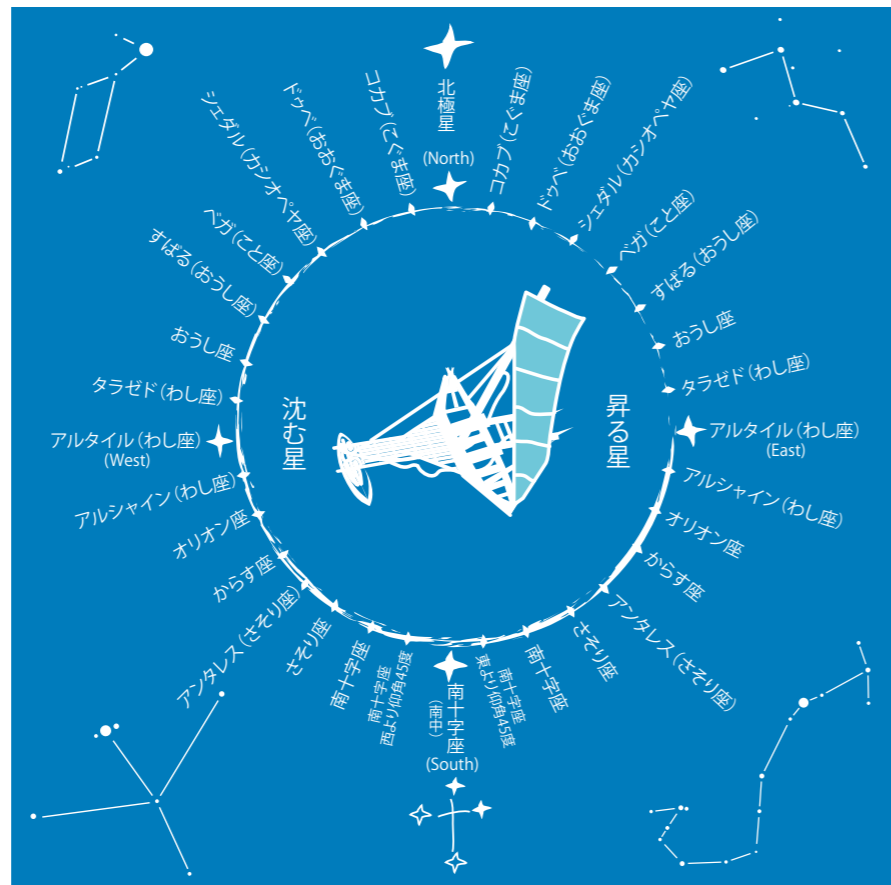 北極星
(North)
コカブ(こぐま座)
ドゥベ(おおぐま座)
シェダル(カシオペヤ座)
ベガ(こと座)
すばる(おうし座)
おうし座
タラゼド(わし座)
アルタイル(わし座)
(East)
アルシャイン(わし座)
オリオン座
からす座
アンタレス(さそり座)
さそり座
南十字座
南十字座
東より仰角45度
南十字座
(南中)
(South)
南十字座
西より仰角45度
南十字座
さそり座
アンタレス(さそり座)
からす座
オリオン座
アルシャイン(わし座)
アルタイル(わし座)
(West)
タラゼド(わし座)
おうし座
すばる(おうし座)
ベガ(こと座)
シェダル(カシオペヤ座)
ドゥベ(おおぐま座)
コカブ(こぐま座)
沈む星
昇る星